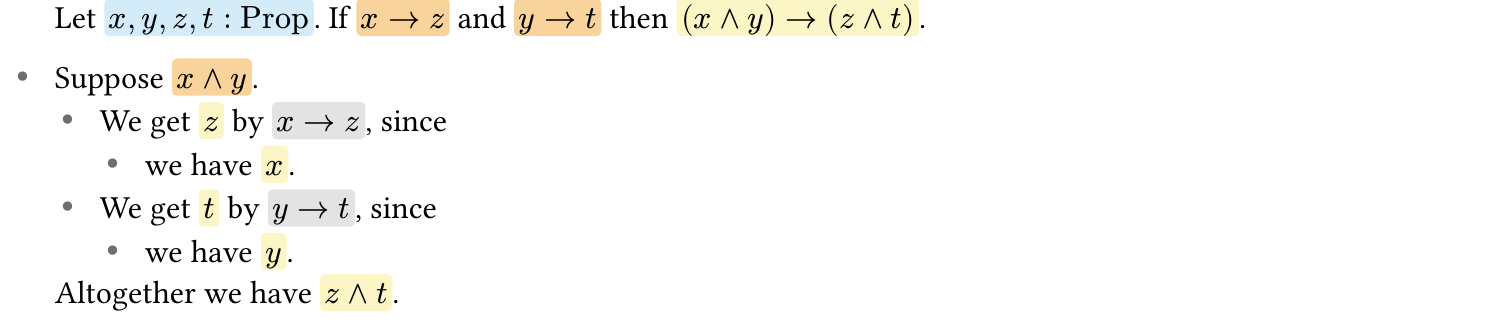 Let x, y, z, t : Prop. If x → z and y → t then (x ∧ y) → (z ∧ t).
• Suppose x ∧ y.
• We get z by x → z, since
• we have x.
• We get t by y → t, since
• we have y.
Altogether we have z ∧ t.